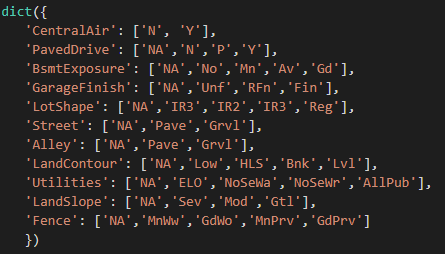 dict({
'CentralAir': ['N', 'Y'],
'PavedDrive': ['NA','N','P','Y'],
'BsmtExposure': ['NA','No','Mn','Av','Gd'],
'GarageFinish': ['NA','Unf','RFn','Fin'],
'LotShape': ['NA','IR3','IR2','IR3','Reg'],
'Street': ['NA','Pave','Grvl'],
'Alley': ['NA','Pave','Grvl'],
'LandContour': ['NA','Low','HLS','Bnk','Lvl'],
'Utilities': ['NA','ELO','NoSeWa','NoSeWr','AllPub'],
'LandSlope': ['NA','Sev','Mod','Gtl'],
'Fence': ['NA','MnWw','GdWo','MnPrv','GdPrv']
})